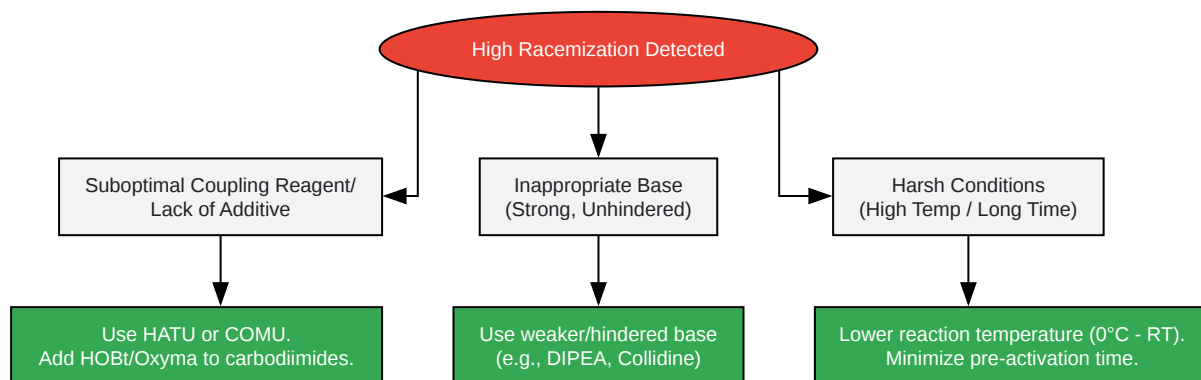 High Racemization Detected
Suboptimal Coupling Reagent/
Lack of Additive
Inappropriate Base
(Strong, Unhindered)
Harsh Conditions
(High Temp / Long Time)
Use HATU or COMU.
Add HOBt/Oxyma to carbodiimides.
Use weaker/hindered base
(e.g., DIPEA, Collidine)
Lower reaction temperature (0°C - RT).
Minimize pre-activation time.